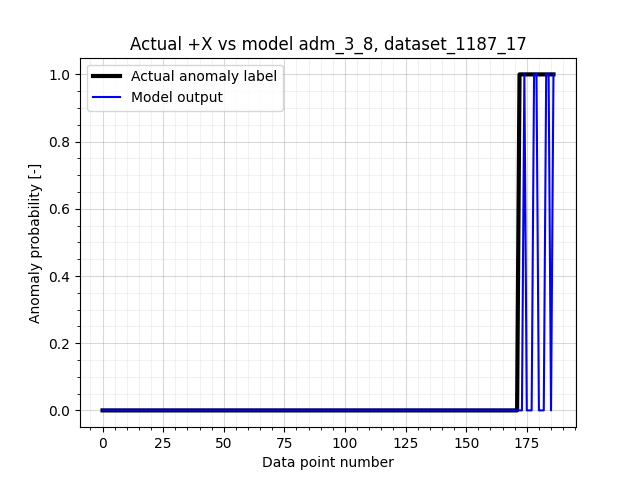 Actual +X vs model adm_3_8, dataset_1187_17
Actual anomaly label
Model output
Anomaly probability [-]
1.0
0.8
0.6
0.4
0.2
0.0
0 25 50 75 100 125 150 175
Data point number